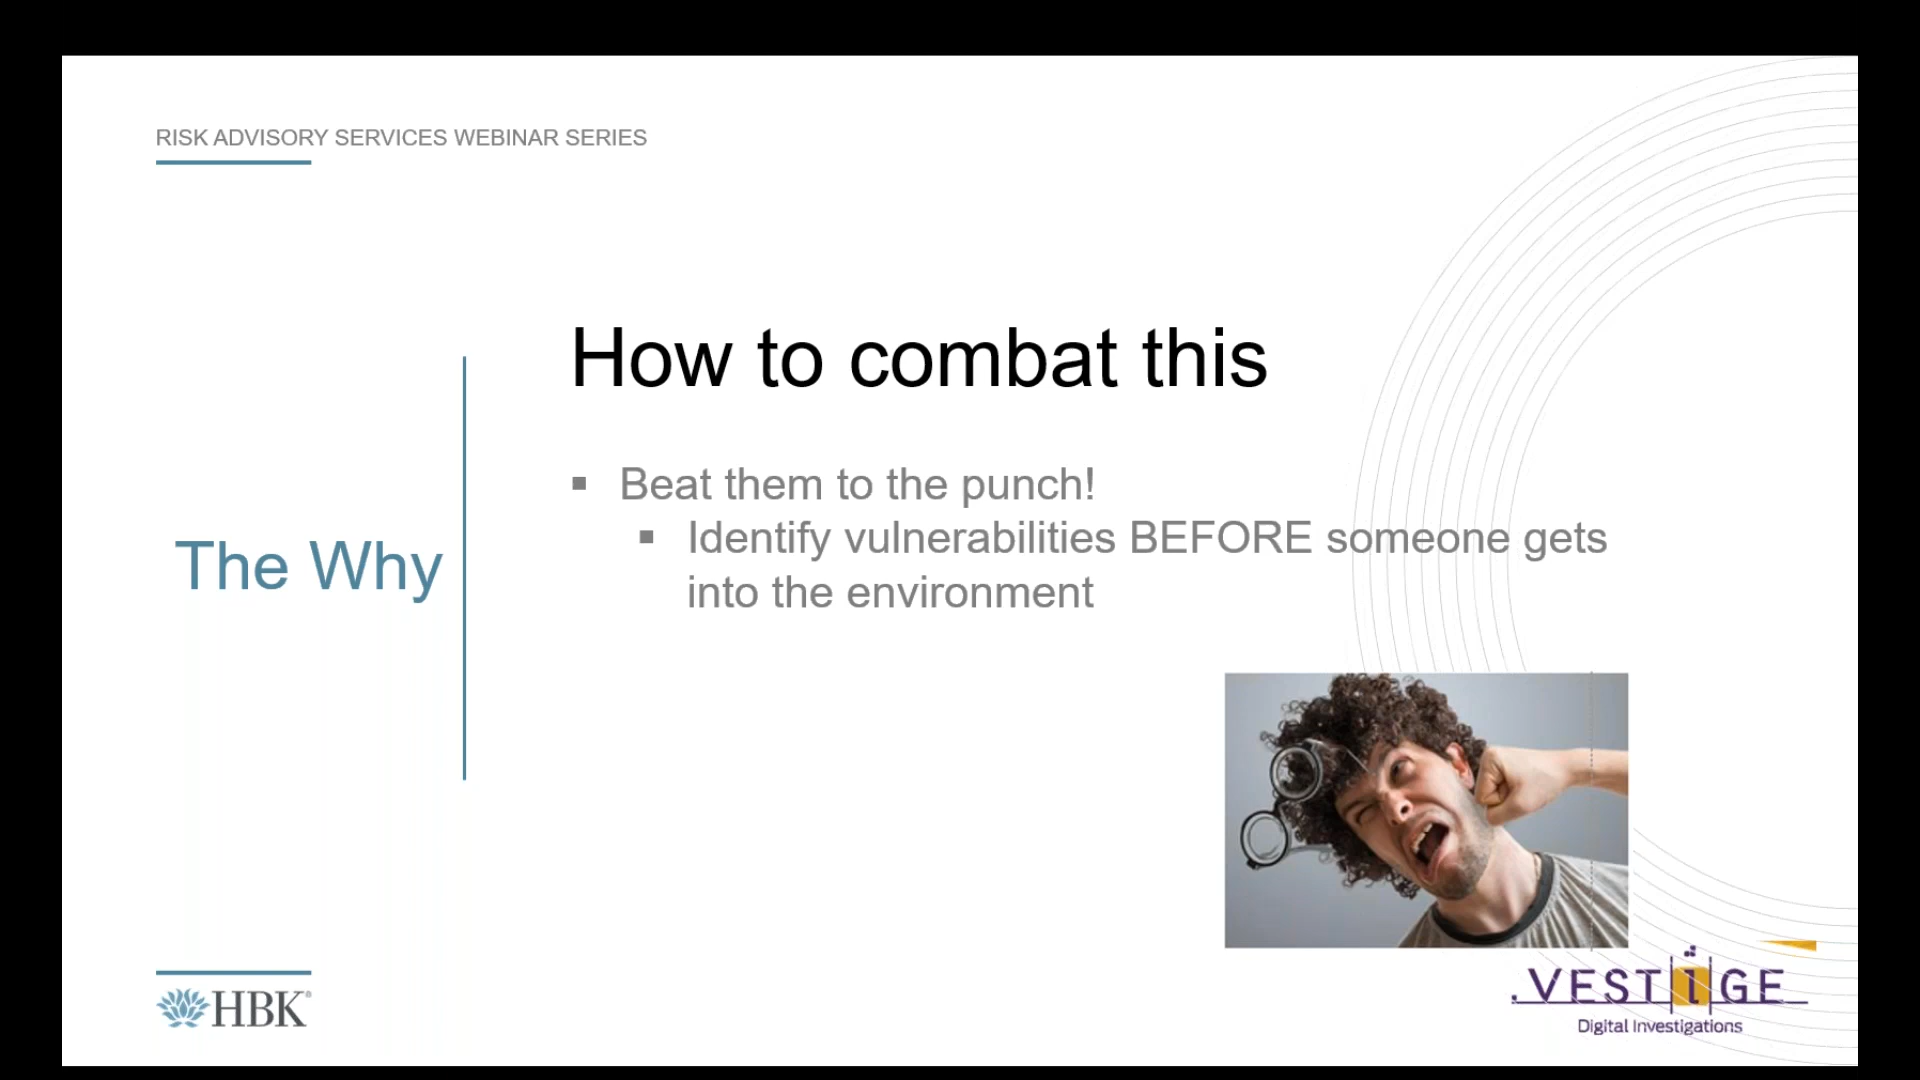 RISK ADVISORY SERVICES WEBINAR SERIES
The Why
How to combat this
▪ Beat them to the punch!
▪ Identify vulnerabilities BEFORE someone gets
into the environment
HBK®
VESTIGE
Digital Investigations